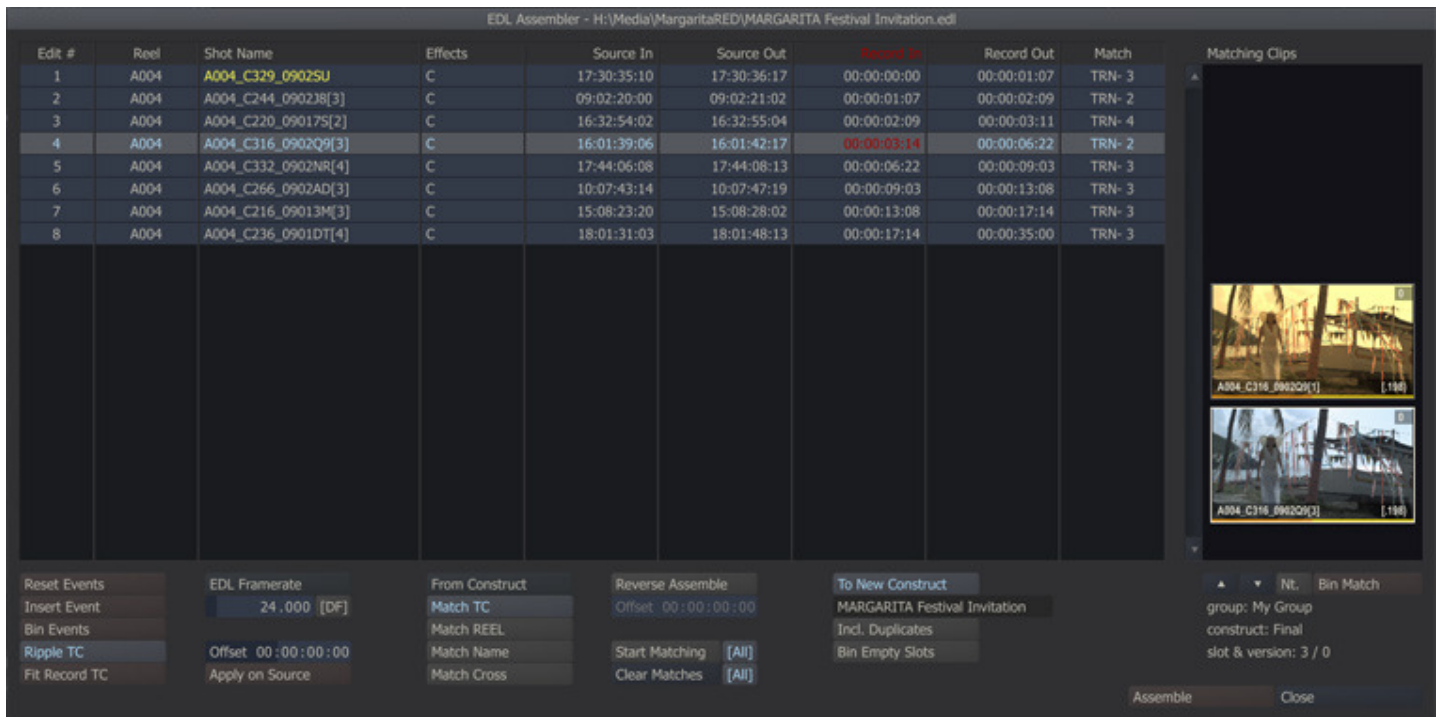 EDL Assembler - H:\Media\MargaritaRED\MARGARITA Festival Invitation.edl
Edit # Reel Shot Name Effects Source In Source Out Record In Record Out Match Matching Clips
1 A004 A004_C329_0902SU C 17:30:35:10 17:30:36:17 00:00:00:00 00:00:01:07 TRN- 3
2 A004 A004_C244_0902J8[3] C 09:02:20:00 09:02:21:02 00:00:01:07 00:00:02:09 TRN- 2
3 A004 A004_C220_09017S[2] C 16:32:54:02 16:32:55:04 00:00:02:09 00:00:03:11 TRN- 4
4 A004 A004_C316_0902Q9[3] C 16:01:39:06 16:01:42:17 00:00:03:14 00:00:06:22 TRN- 2
5 A004 A004_C332_0902NR[4] C 17:44:06:08 17:44:08:13 00:00:06:22 00:00:09:03 TRN- 3
6 A004 A004_C266_0902AD[3] C 10:07:43:14 10:07:47:19 00:00:09:03 00:00:13:08 TRN- 3
7 A004 A004_C216_09013M[3] C 15:08:23:20 15:08:28:02 00:00:13:08 00:00:17:14 TRN- 3
8 A004 A004_C236_0901DT[4] C 18:01:31:03 18:01:48:13 00:00:17:14 00:00:35:00 TRN- 3
0
A004_C316_0902Q9[1] [.198]
0
A004_C316_0902Q9[3] [.198]
Reset Events EDL Framerate From Construct Reverse Assemble To New Construct Nt. Bin Match
Insert Event 24.000 [DF] Match TC Offset 00:00:00:00 MARGARITA Festival Invitation group: My Group
Bin Events Match REEL Incl. Duplicates construct: Final
Ripple TC Offset 00:00:00:00 Match Name Start Matching [All] Bin Empty Slots slot & version: 3 / 0
Fit Record TC Apply on Source Match Cross Clear Matches [All]
Assemble Close